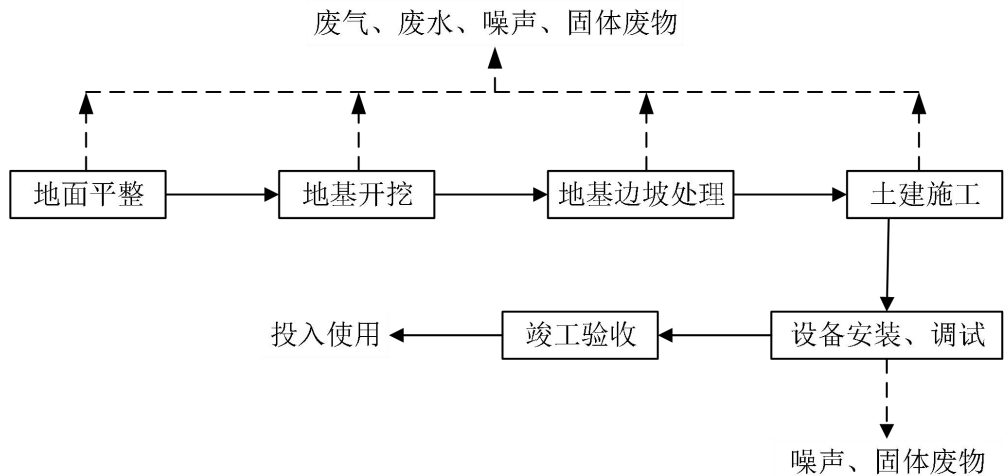 废气、废水、噪声、固体废物
地面平整
地基开挖
地基边坡处理
土建施工
投入使用
竣工验收
设备安装、调试
噪声、固体废物